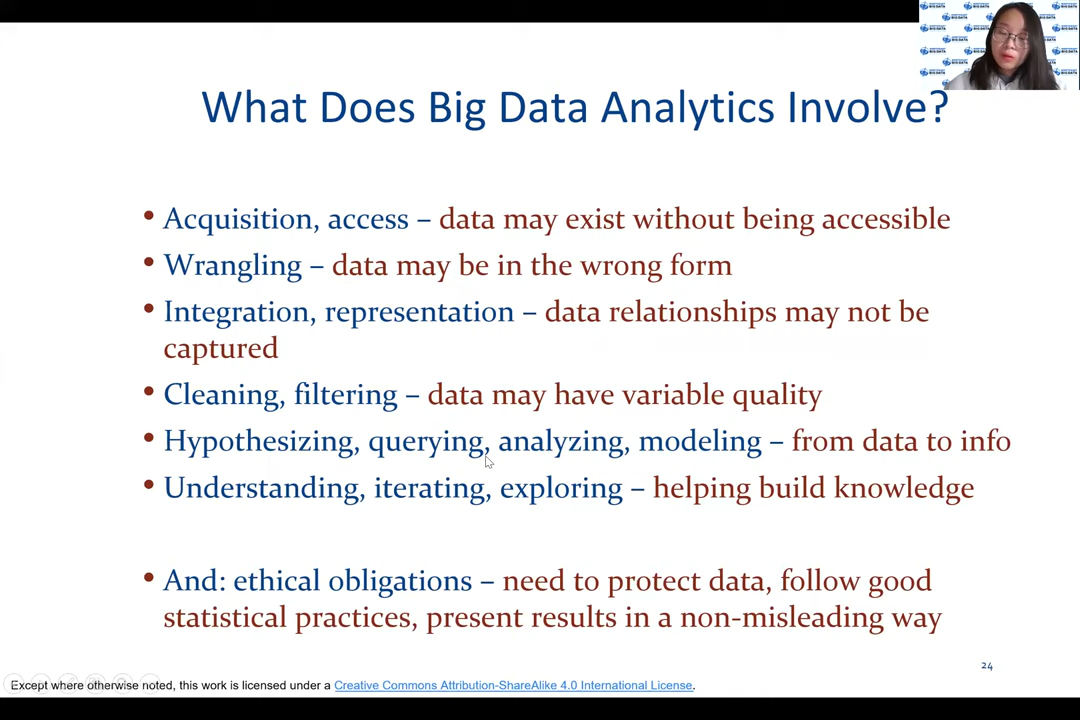 What Does Big Data Analytics Involve?
• Acquisition, access – data may exist without being accessible
• Wrangling – data may be in the wrong form
• Integration, representation – data relationships may not be
captured
• Cleaning, filtering – data may have variable quality
• Hypothesizing, querying, analyzing, modeling – from data to info
• Understanding, iterating, exploring – helping build knowledge
• And: ethical obligations – need to protect data, follow good
statistical practices, present results in a non-misleading way
24
Except where otherwise noted, this work is licensed under a Creative Commons Attribution-ShareAlike 4.0 International License.